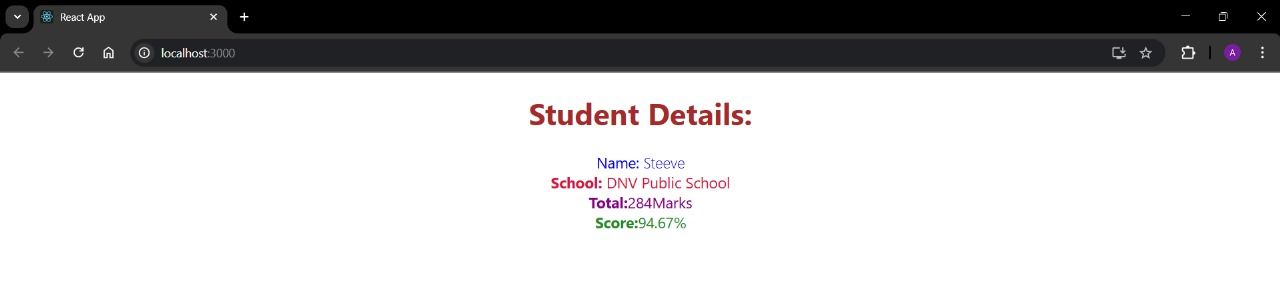 React App
localhost:3000
A
Student Details:
Name: Steeve
School: DNV Public School
Total:284Marks
Score:94.67%